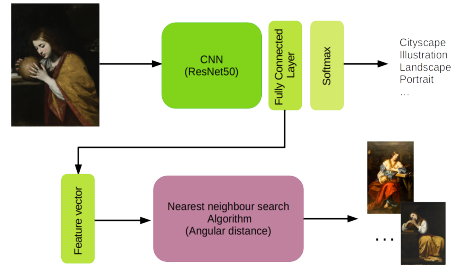 CNN
(ResNet50)
Fully Connected
Layer
Softmax
Cityscape
Illustration
Landscape
Portrait
...
Feature vector
Nearest neighbour search
Algorithm
(Angular distance)
...